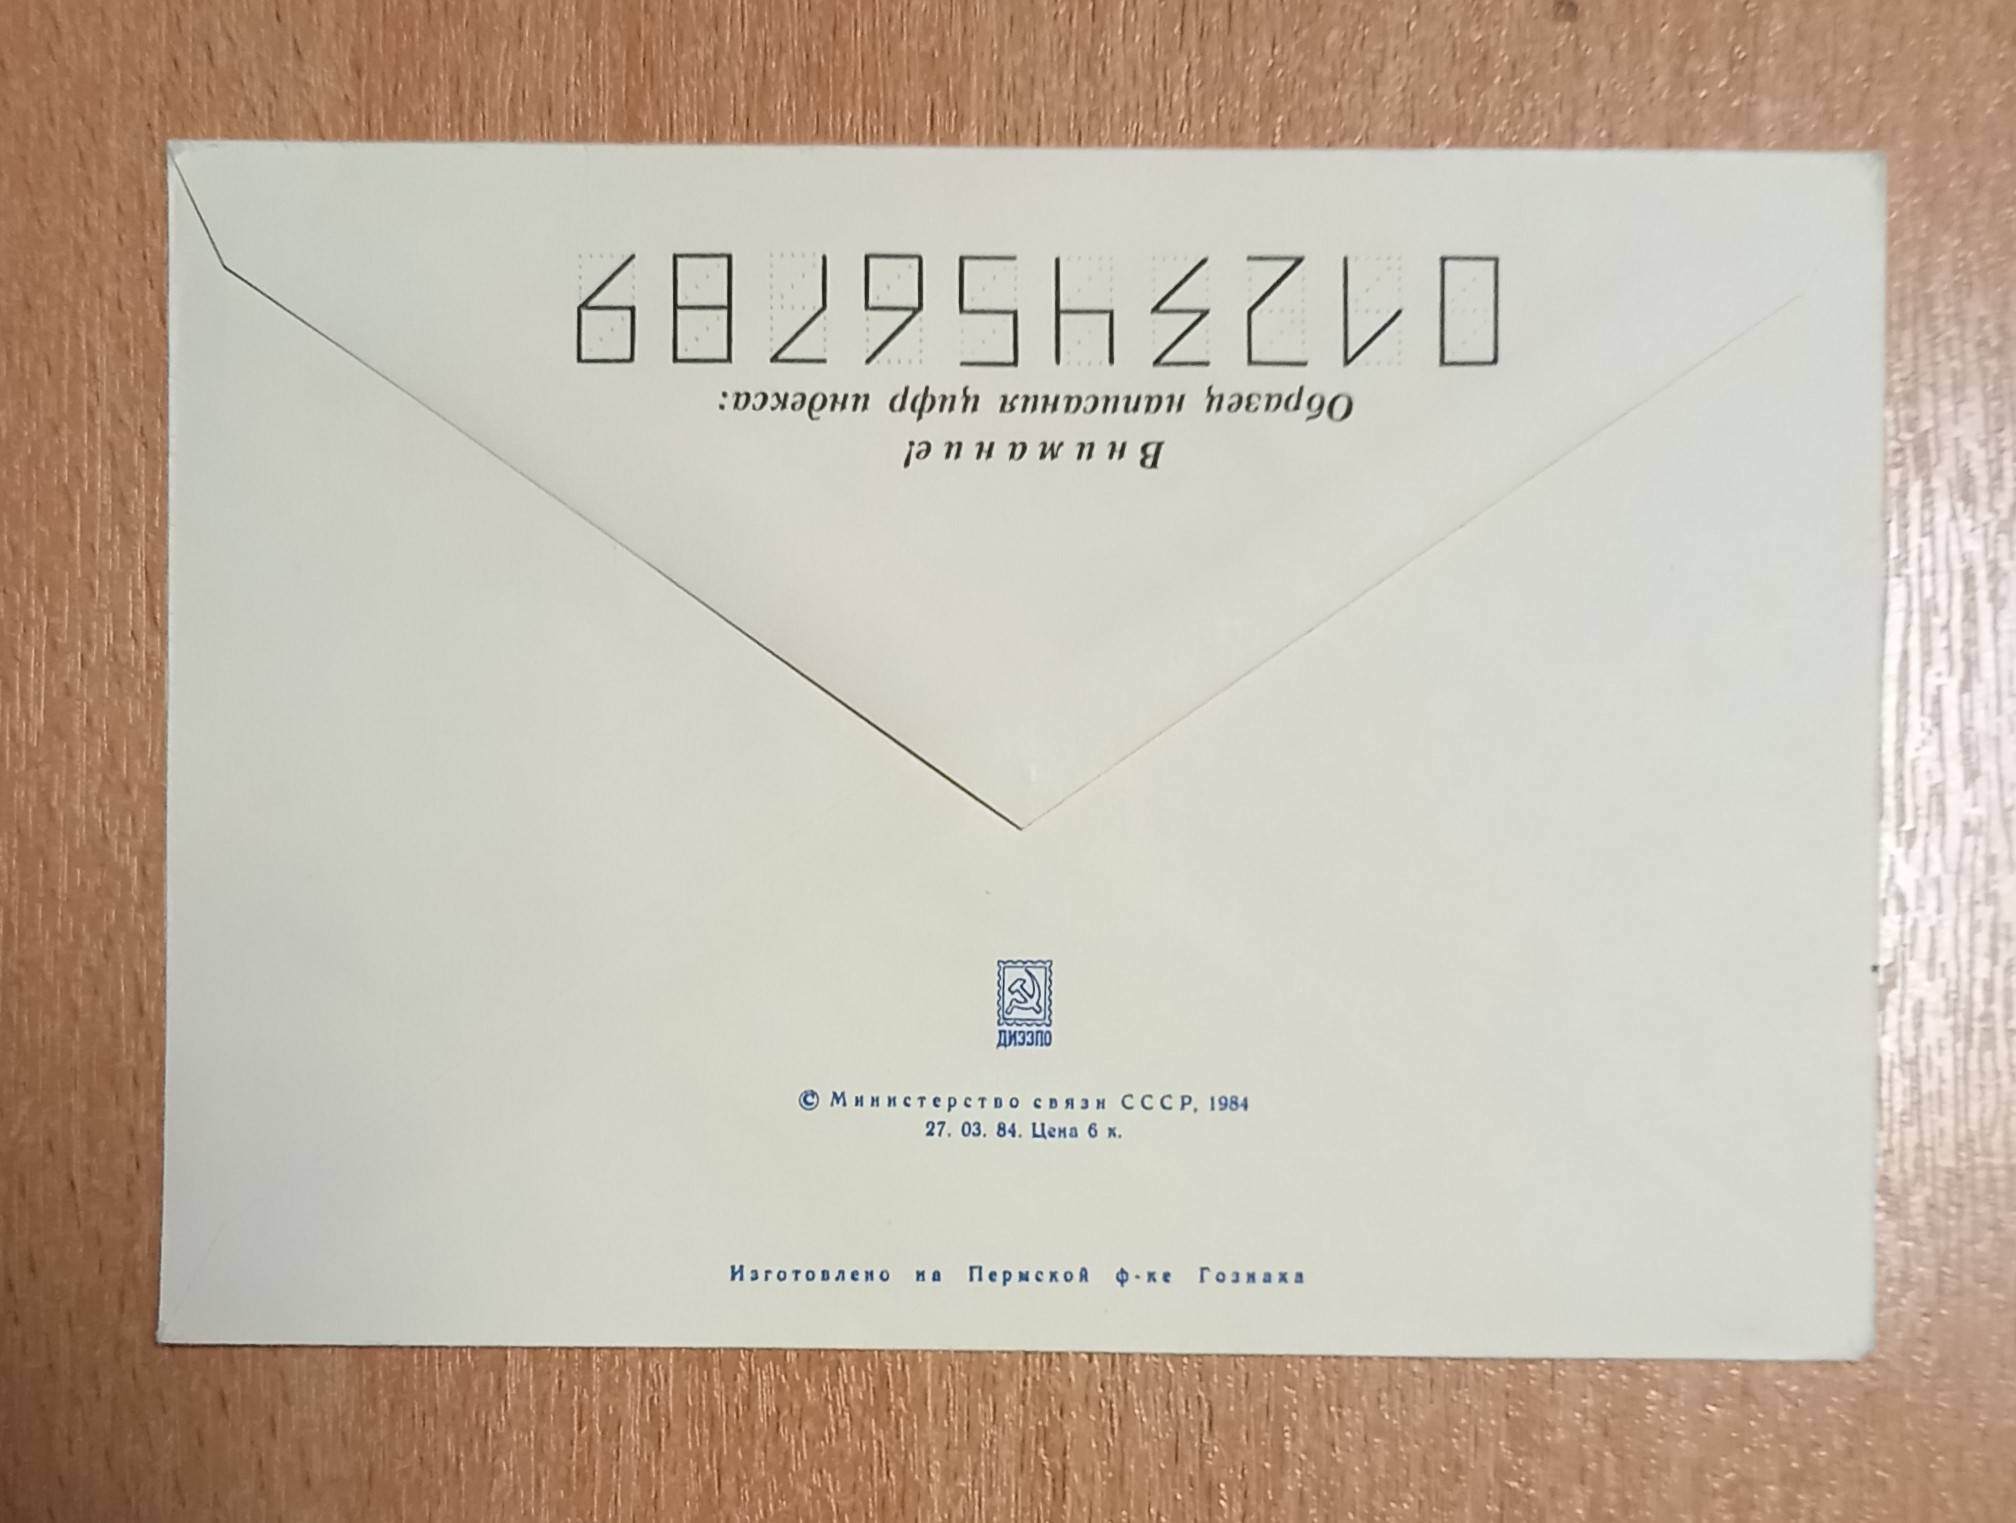 Внимание!
Образец написания цифр индекса:
0123456789
ДИЭЗПО
© Министерство связи СССР, 1984
27. 03. 84. Цена 6 к.
Изготовлено на Пермской ф-ке Гознака